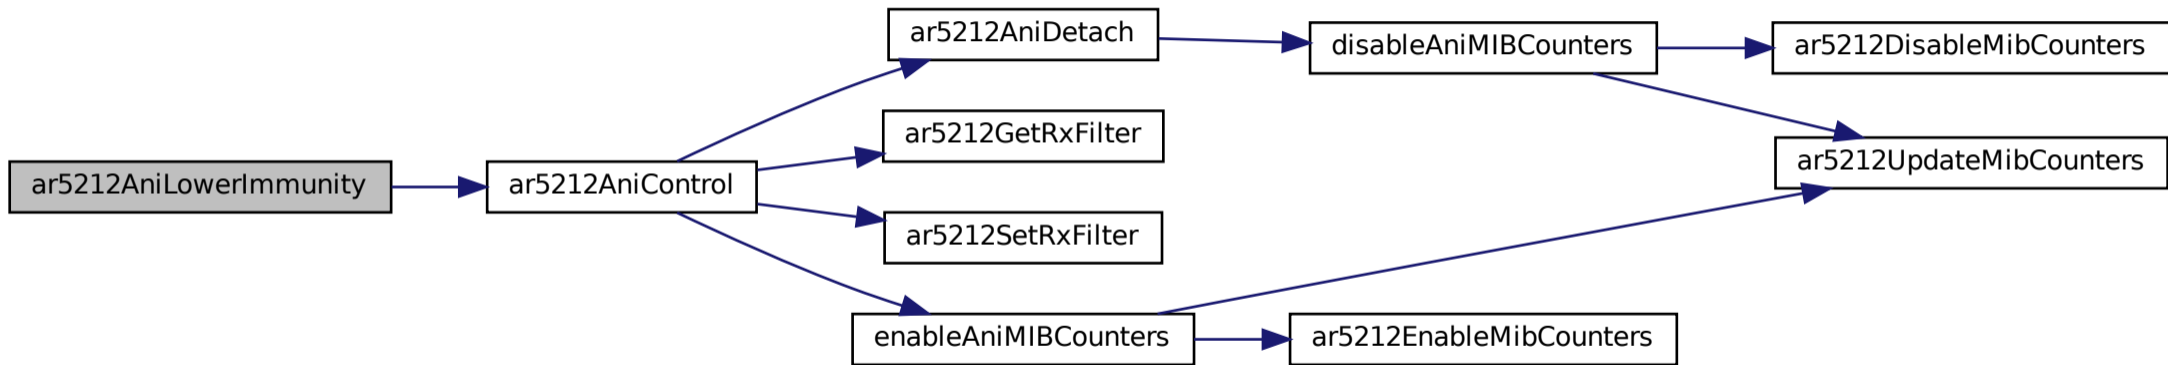 ar5212AniDetach
disableAniMIBCounters
ar5212DisableMibCounters
ar5212GetRxFilter
ar5212UpdateMibCounters
ar5212AniLowerImmunity
ar5212AniControl
ar5212SetRxFilter
enableAniMIBCounters
ar5212EnableMibCounters